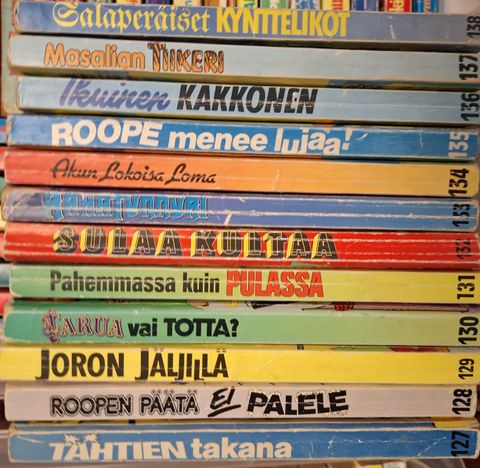 Salaperäiset KYNTTELIKOT 138
Masalian TIIKERI 137
Ikuinen KAKKONEN 136
ROOPE menee lujaa! 135
Akun Lokoisa Loma 134
133
SULAA KULTAA 132
Pahemmassa kuin PULASSA 131
TARUA vai TOTTA? 130
JORON JÄLJILLÄ 129
ROOPEN PÄÄTÄ EI PALELE 128
TÄHTIEN takana 127